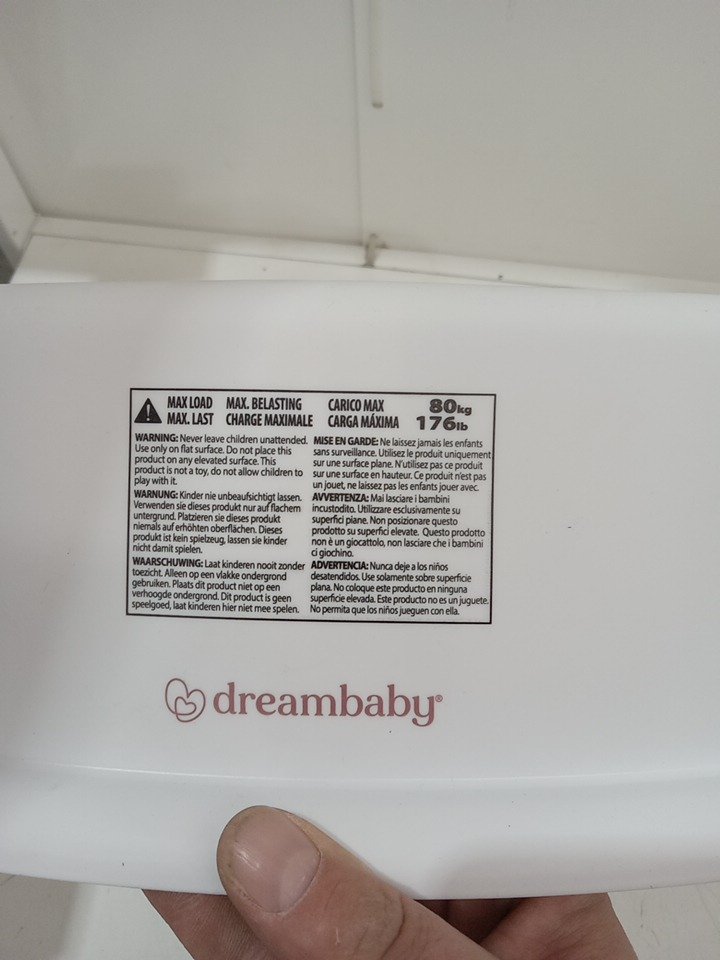 MAX LOAD MAX. BELASTING CARICO MAX 80kg
MAX. LAST CHARGE MAXIMALE CARGA MÁXIMA 176lb
WARNING: Never leave children unattended.
Use only on flat surface. Do not place this
product on any elevated surface. This
product is not a toy, do not allow children to
play with it.
WARNUNG: Kinder nie unbeaufsichtigt lassen.
Verwenden sie dieses produkt nur auf flachem
untergrund. Platzieren sie dieses produkt
niemals auf erhöhten oberflächen. Dieses
produkt ist kein spielzeug, lassen sie kinder
nicht damit spielen.
WAARSCHUWING: Laat kinderen nooit zonder
toezicht. Alleen op een vlakke ondergrond
gebruiken. Plaats dit product niet op een
verhoogde ondergrond. Dit product is geen
speelgoed, laat kinderen hier niet mee spelen.
MISE EN GARDE: Ne laissez jamais les enfants
sans surveillance. Utilisez le produit uniquement
sur une surface plane. N'utilisez pas ce produit
sur une surface en hauteur. Ce produit n'est pas
un jouet, ne laissez pas les enfants jouer avec.
AVVERTENZA: Mai lasciare i bambini
incustodito. Utilizzare esclusivamente su
superfici piane. Non posizionare questo
prodotto su superfici elevate. Questo prodotto
non è un giocattolo, non lasciare che i bambini
ci giochino.
ADVERTENCIA: Nunca deje a los niños
desatendidos. Use solamente sobre superficie
plana. No coloque este producto en ninguna
superficie elevada. Este producto no es un juguete.
No permita que los niños jueguen con ella.
dreambaby®